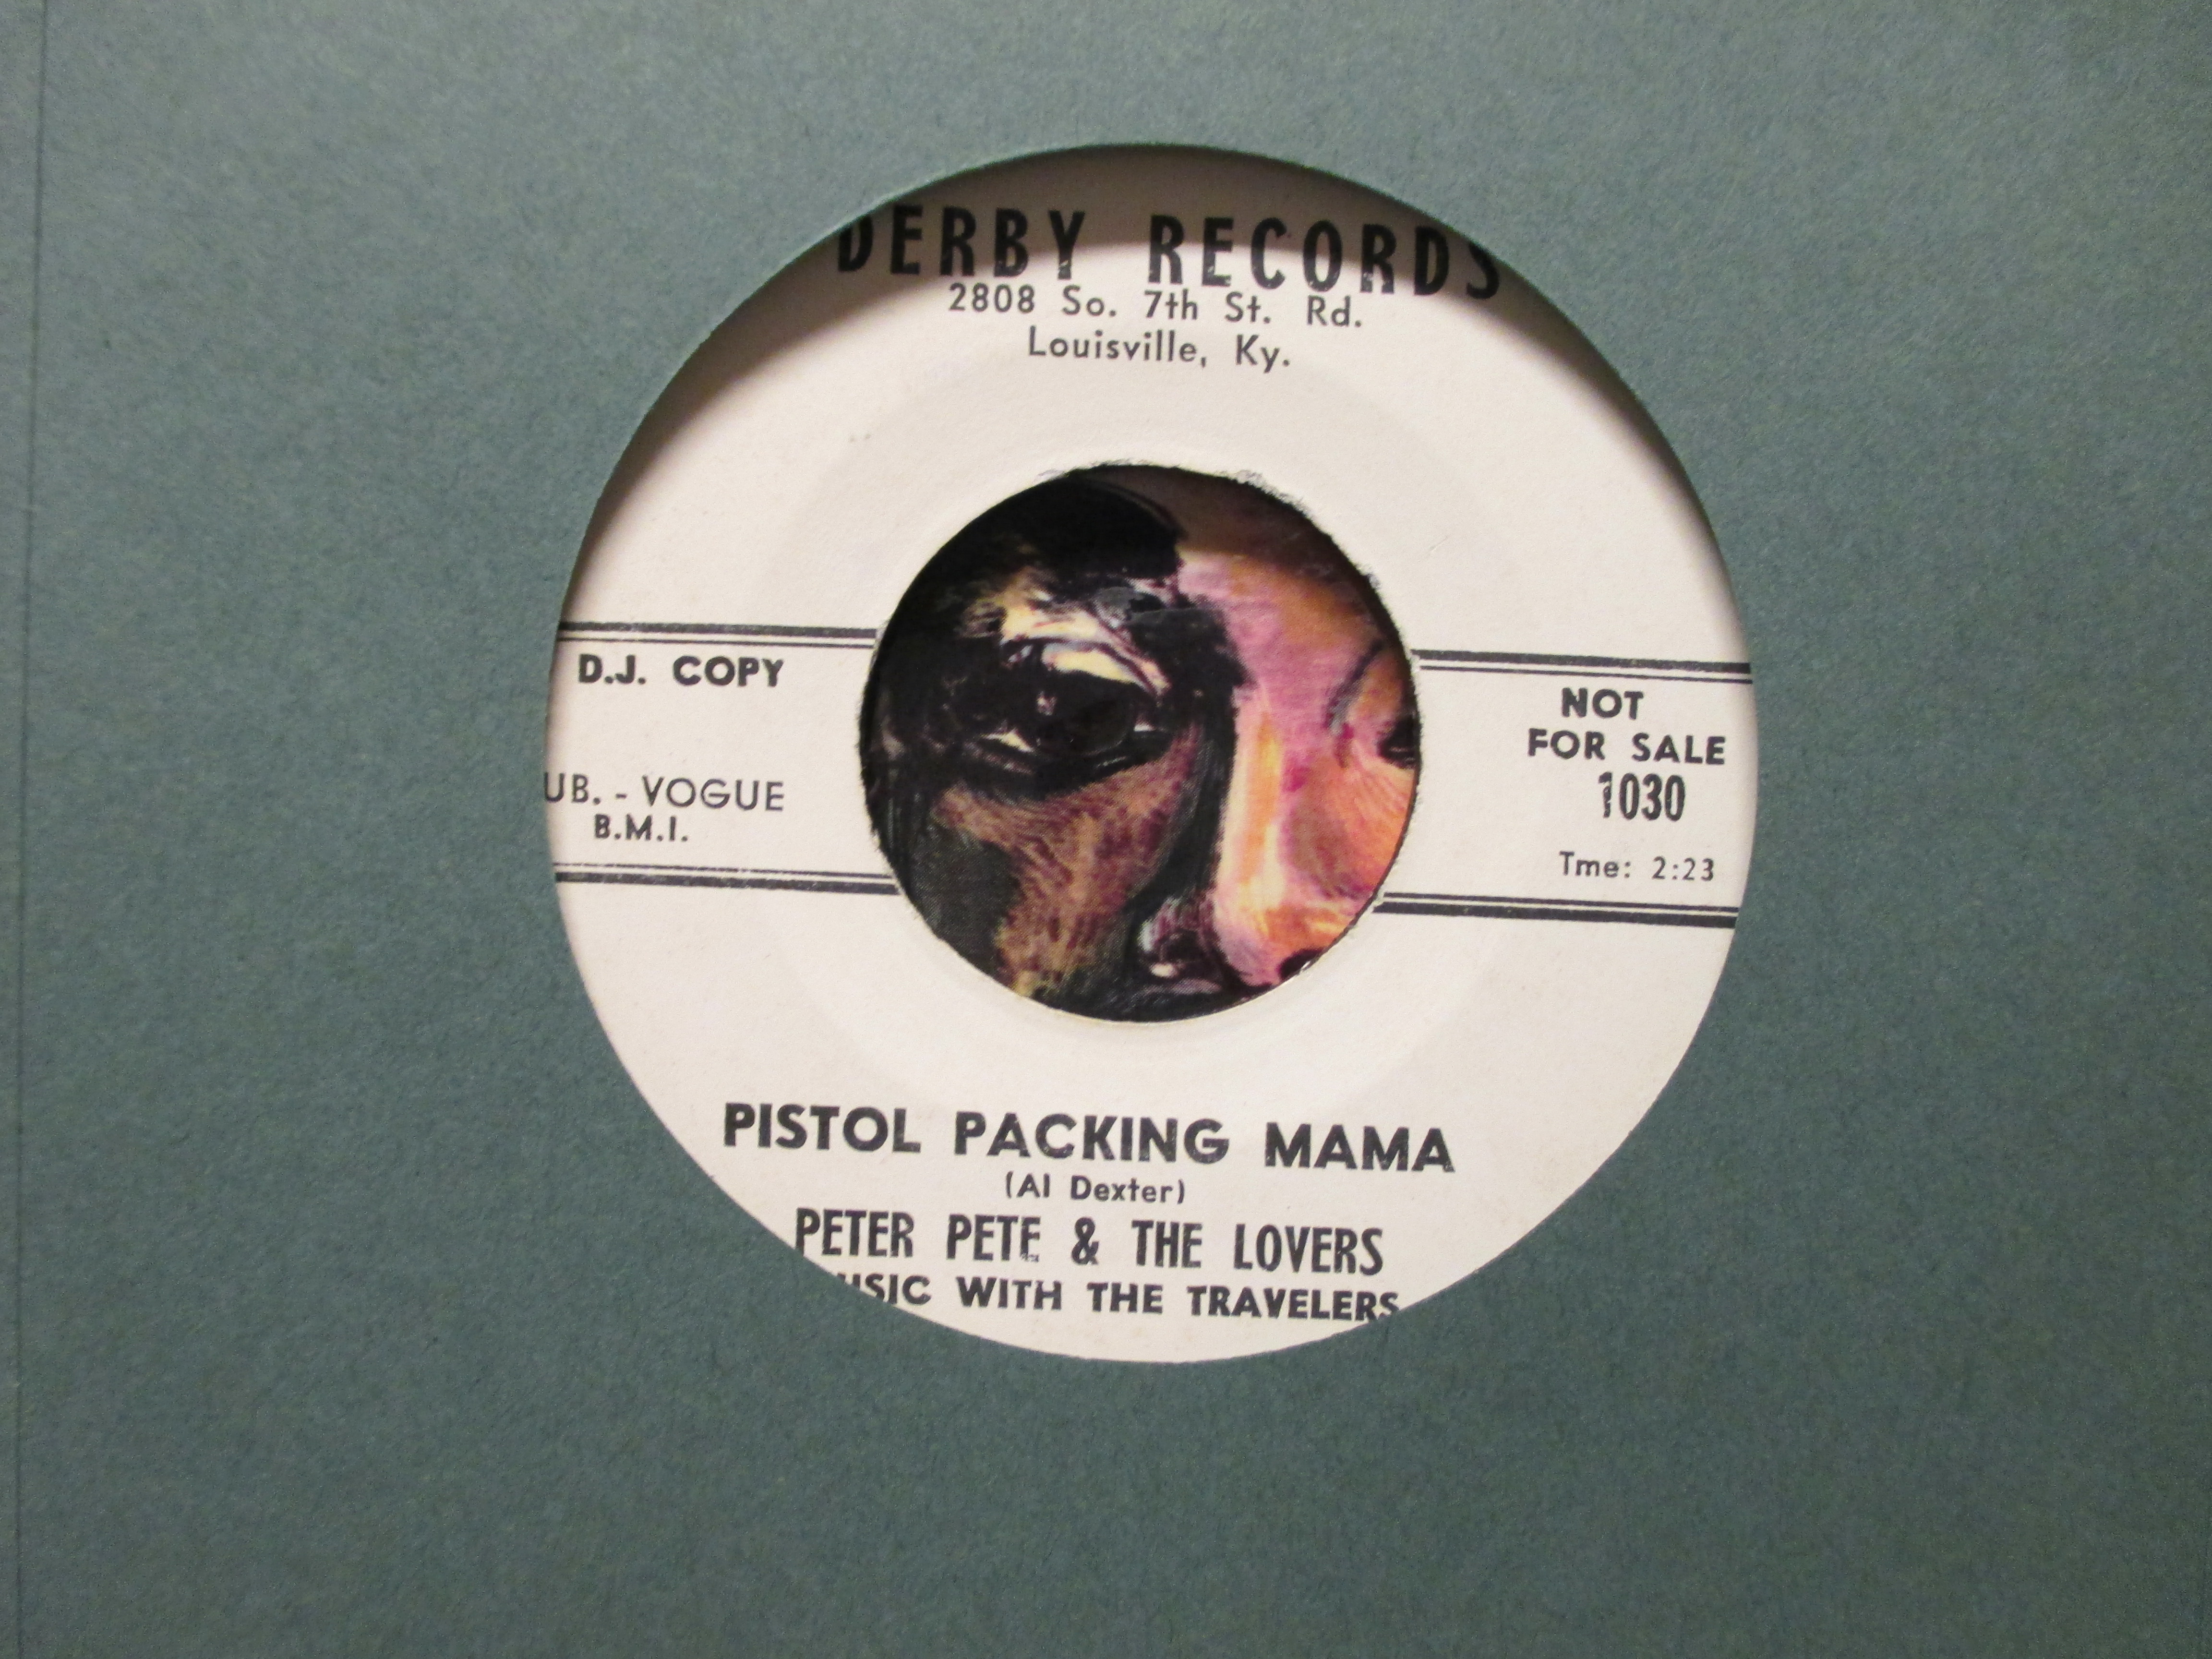 DERBY RECORDS
2808 So. 7th St. Rd.
Louisville, Ky.
D.J. COPY
UB. - VOGUE
B.M.I.
NOT
FOR SALE
1030
Tme: 2:23
PISTOL PACKING MAMA
(Al Dexter)
PETER PETE & THE LOVERS
USIC WITH THE TRAVELERS